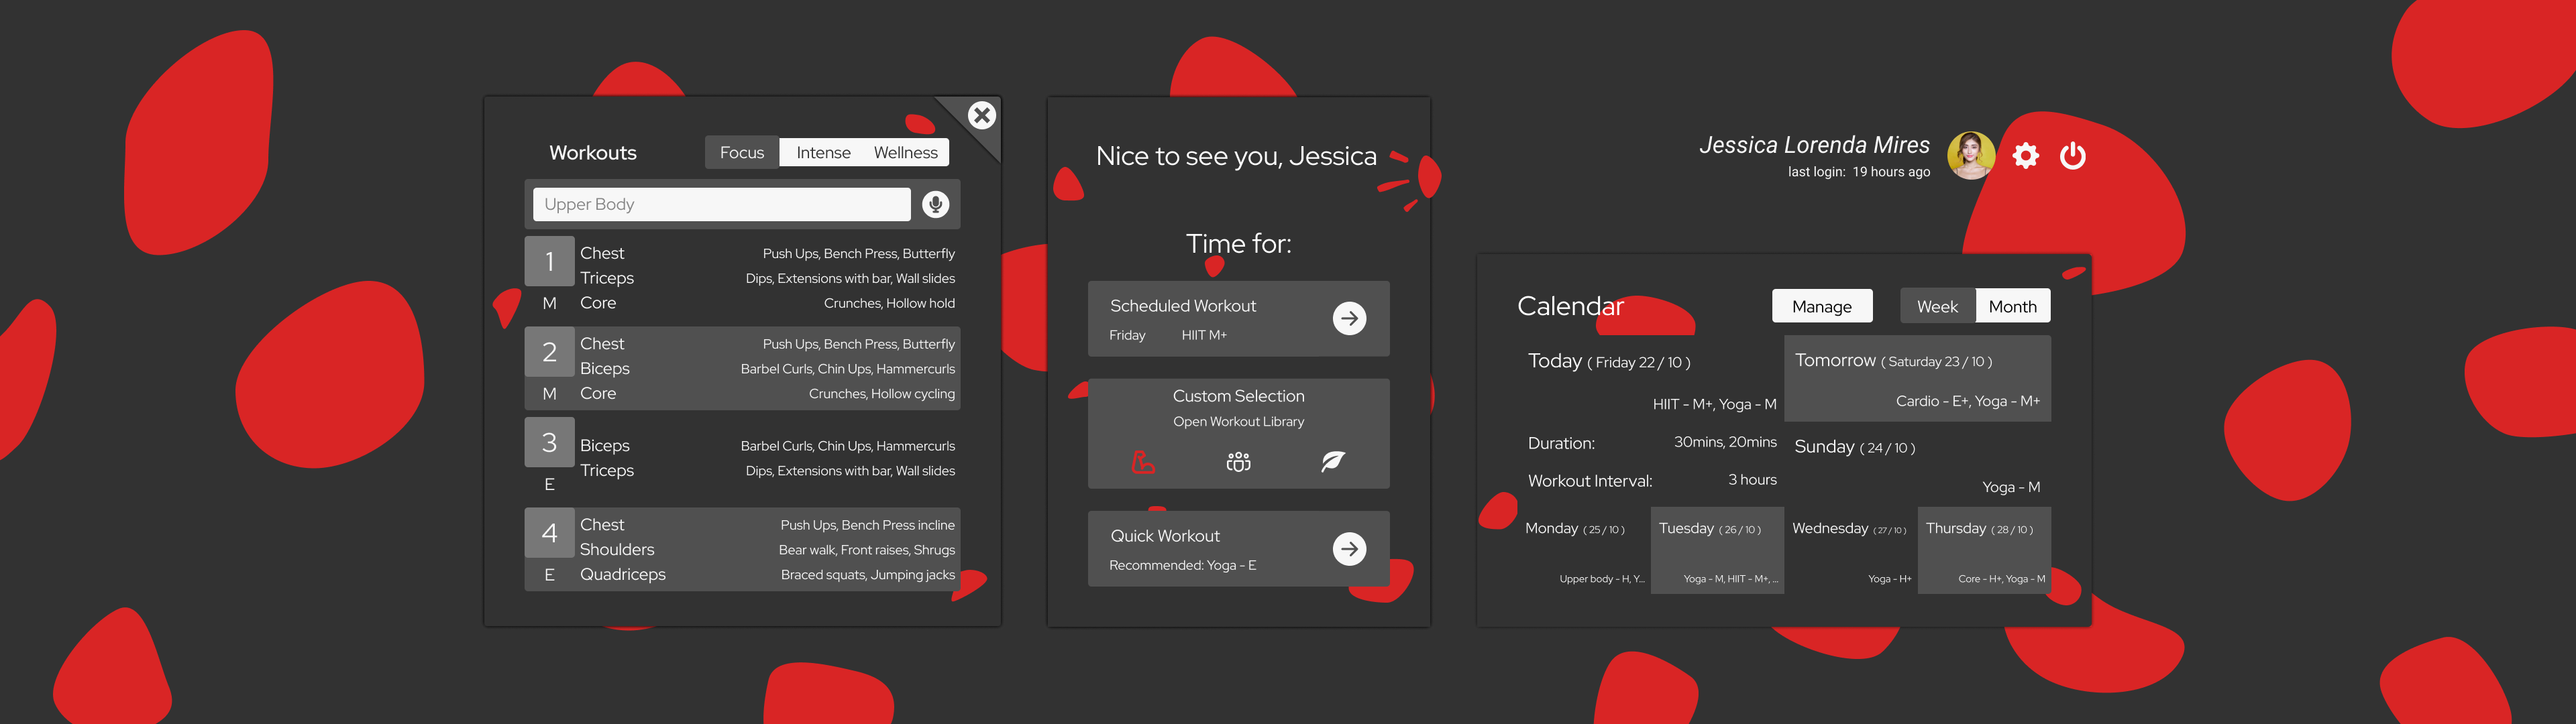 Workouts
Focus Intense Wellness
Upper Body
1 Chest Push Ups, Bench Press, Butterfly
Triceps Dips, Extensions with bar, Wall slides
M Core Crunches, Hollow hold
2 Chest Push Ups, Bench Press, Butterfly
Biceps Barbel Curls, Chin Ups, Hammercurls
M Core Crunches, Hollow cycling
3 Biceps Barbel Curls, Chin Ups, Hammercurls
Triceps Dips, Extensions with bar, Wall slides
E
4 Chest Push Ups, Bench Press incline
Shoulders Bear walk, Front raises, Shrugs
E Quadriceps Braced squats, Jumping jacks
Nice to see you, Jessica
Time for:
Scheduled Workout
Friday HIIT M+
Custom Selection
Open Workout Library
Quick Workout
Recommended: Yoga - E
Jessica Lorenda Mires
last login: 19 hours ago
Calendar Manage Week Month
Today ( Friday 22 / 10 )
HIIT - M+, Yoga - M
Duration: 30mins, 20mins
Workout Interval: 3 hours
Tomorrow ( Saturday 23 / 10 )
Cardio - E+, Yoga - M+
Sunday ( 24 / 10 )
Yoga - M
Monday ( 25 / 10 )
Upper body - H, Y...
Tuesday ( 26 / 10 )
Yoga - M, HIIT - M+, ...
Wednesday ( 27 / 10 )
Yoga - H+
Thursday ( 28 / 10 )
Core - H+, Yoga - M